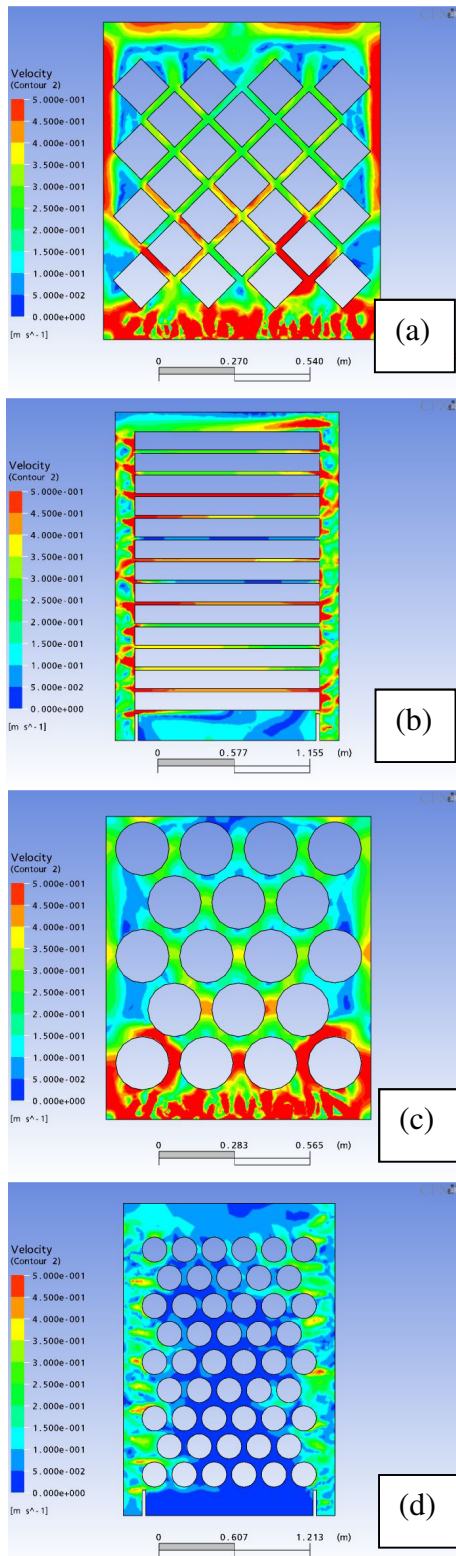 Velocity
(Contour 2)
5.000e-001
4.500e-001
4.000e-001
3.500e-001
3.000e-001
2.500e-001
2.000e-001
1.500e-001
1.000e-001
5.000e-002
0.000e+000
[m s^-1]
0 0.270 0.540 (m)
(a)
Velocity
(Contour 2)
5.000e-001
4.500e-001
4.000e-001
3.500e-001
3.000e-001
2.500e-001
2.000e-001
1.500e-001
1.000e-001
5.000e-002
0.000e+000
[m s^-1]
0 0.577 1.155 (m)
(b)
Velocity
(Contour 2)
5.000e-001
4.500e-001
4.000e-001
3.500e-001
3.000e-001
2.500e-001
2.000e-001
1.500e-001
1.000e-001
5.000e-002
0.000e+000
[m s^-1]
0 0.283 0.565 (m)
(c)
Velocity
(Contour 2)
5.000e-001
4.500e-001
4.000e-001
3.500e-001
3.000e-001
2.500e-001
2.000e-001
1.500e-001
1.000e-001
5.000e-002
0.000e+000
[m s^-1]
0 0.607 1.213 (m)
(d)